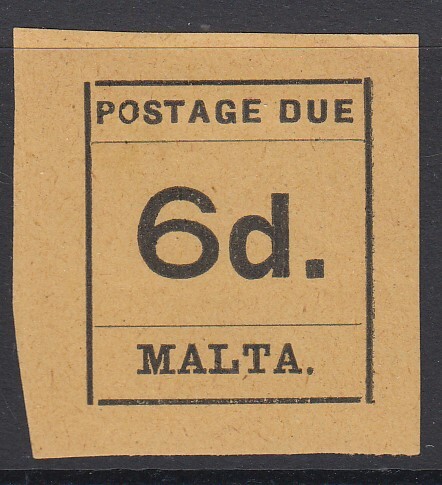 POSTAGE DUE
6d.
MALTA.